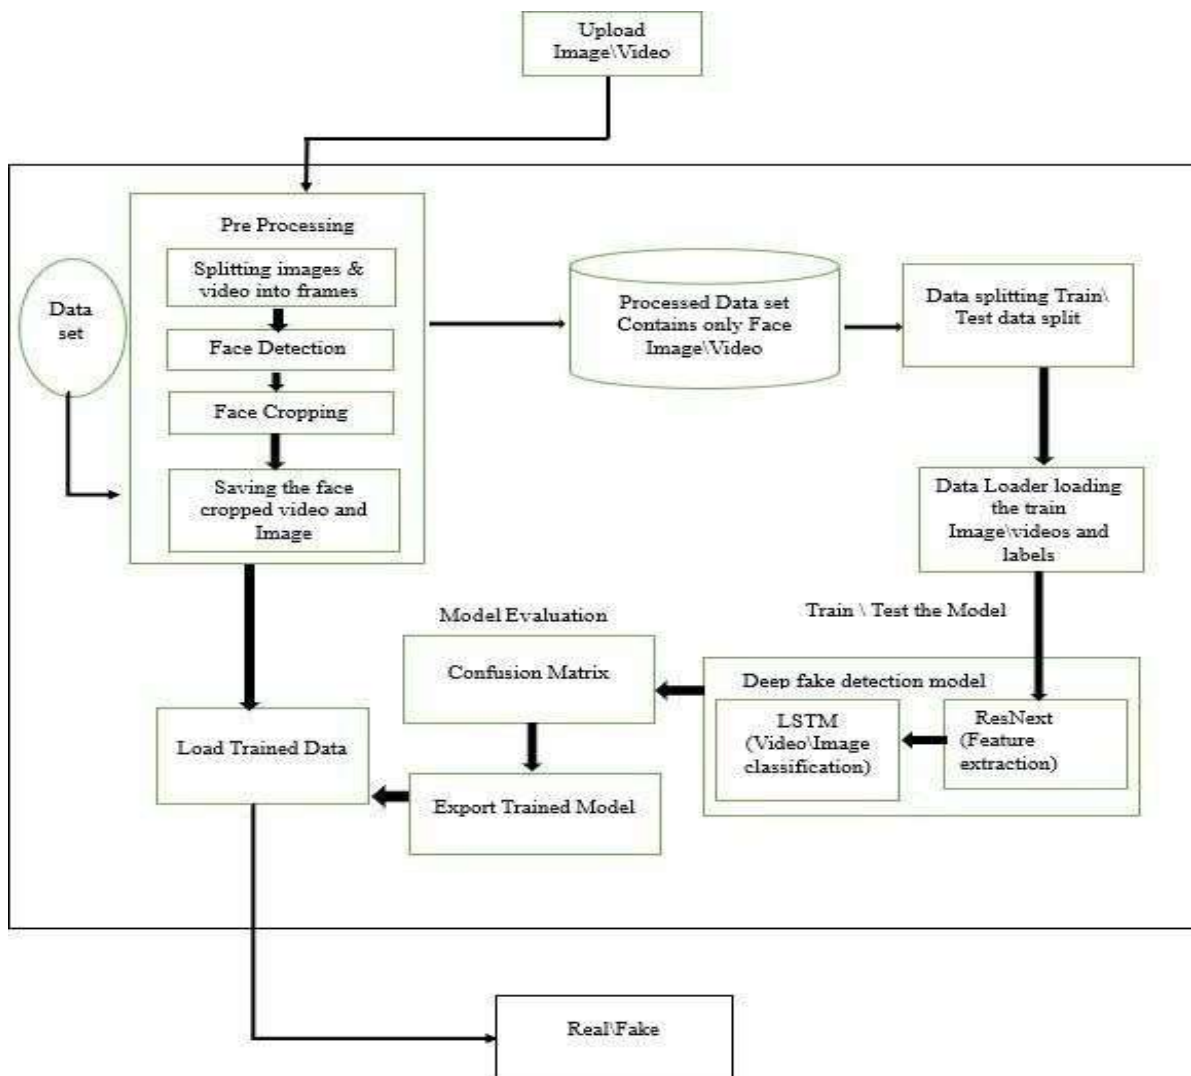 Upload
Image\Video
Pre Processing
Splitting images &
video into frames
Face Detection
Face Cropping
Saving the face
cropped video and
Image
Data
set
Processed Data set
Contains only Face
Image\Video
Data splitting Train\
Test data split
Data Loader loading
the train
Image\videos and
labels
Train \ Test the Model
Model Evaluation
Confusion Matrix
Deep fake detection model
LSTM
(Video\Image
classification)
ResNext
(Feature
extraction)
Load Trained Data
Export Trained Model
Real\Fake